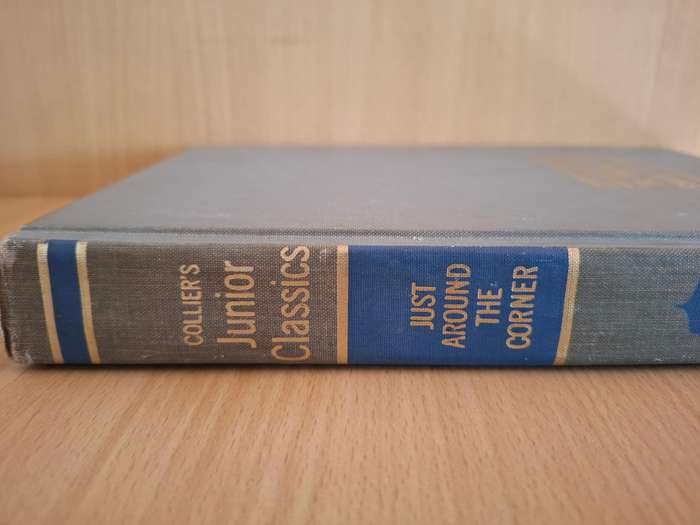 COLLIER'S
Junior
Classics
JUST
AROUND
THE
CORNER